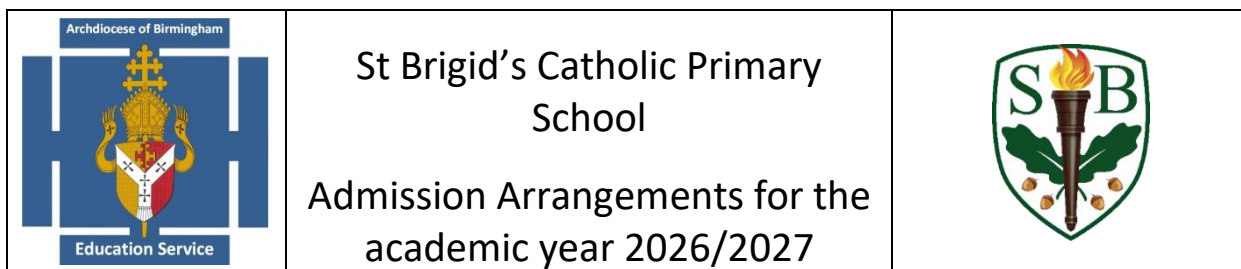 Archdiocese of Birmingham
Education Service
St Brigid’s Catholic Primary
School
Admission Arrangements for the
academic year 2026/2027
S B